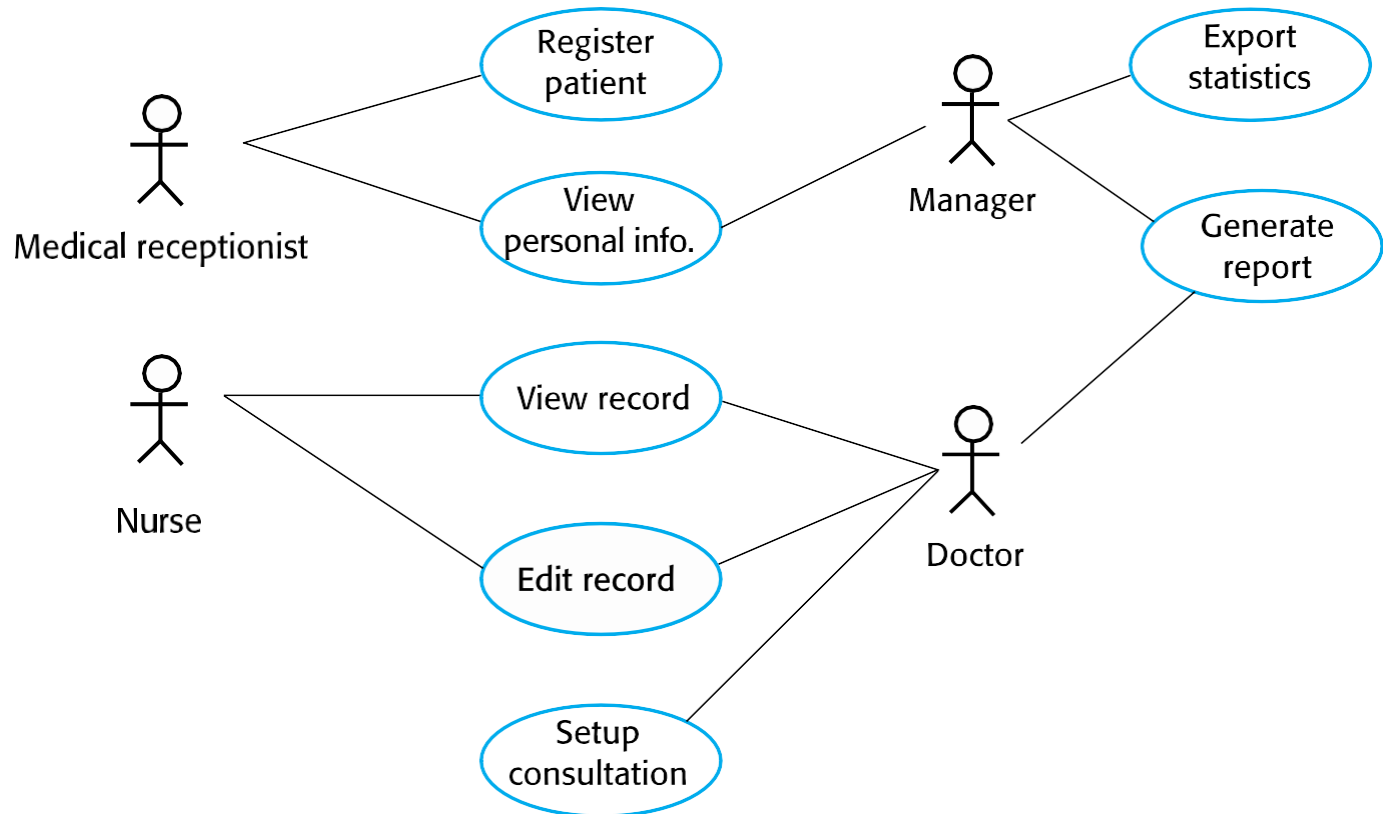 Register
patient
Export
statistics
Medical receptionist
View
personal info.
Manager
Generate
report
View record
Nurse
Edit record
Doctor
Setup
consultation